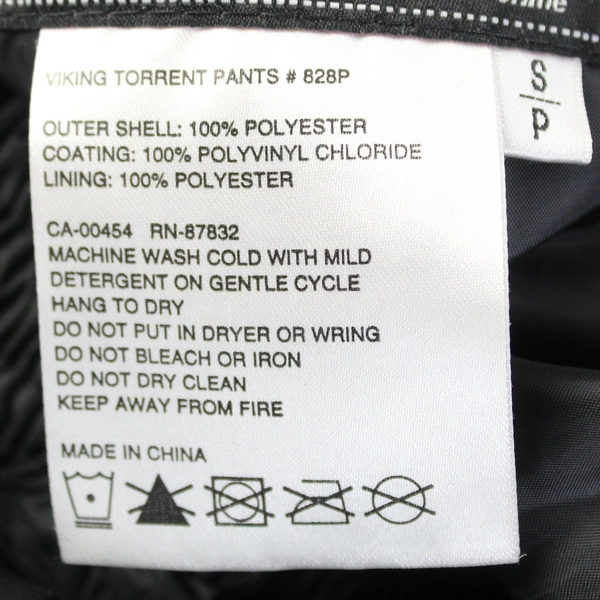 VIKING TORRENT PANTS # 828P
S
P
OUTER SHELL: 100% POLYESTER
COATING: 100% POLYVINYL CHLORIDE
LINING: 100% POLYESTER
CA-00454 RN-87832
MACHINE WASH COLD WITH MILD
DETERGENT ON GENTLE CYCLE
HANG TO DRY
DO NOT PUT IN DRYER OR WRING
DO NOT BLEACH OR IRON
DO NOT DRY CLEAN
KEEP AWAY FROM FIRE
MADE IN CHINA